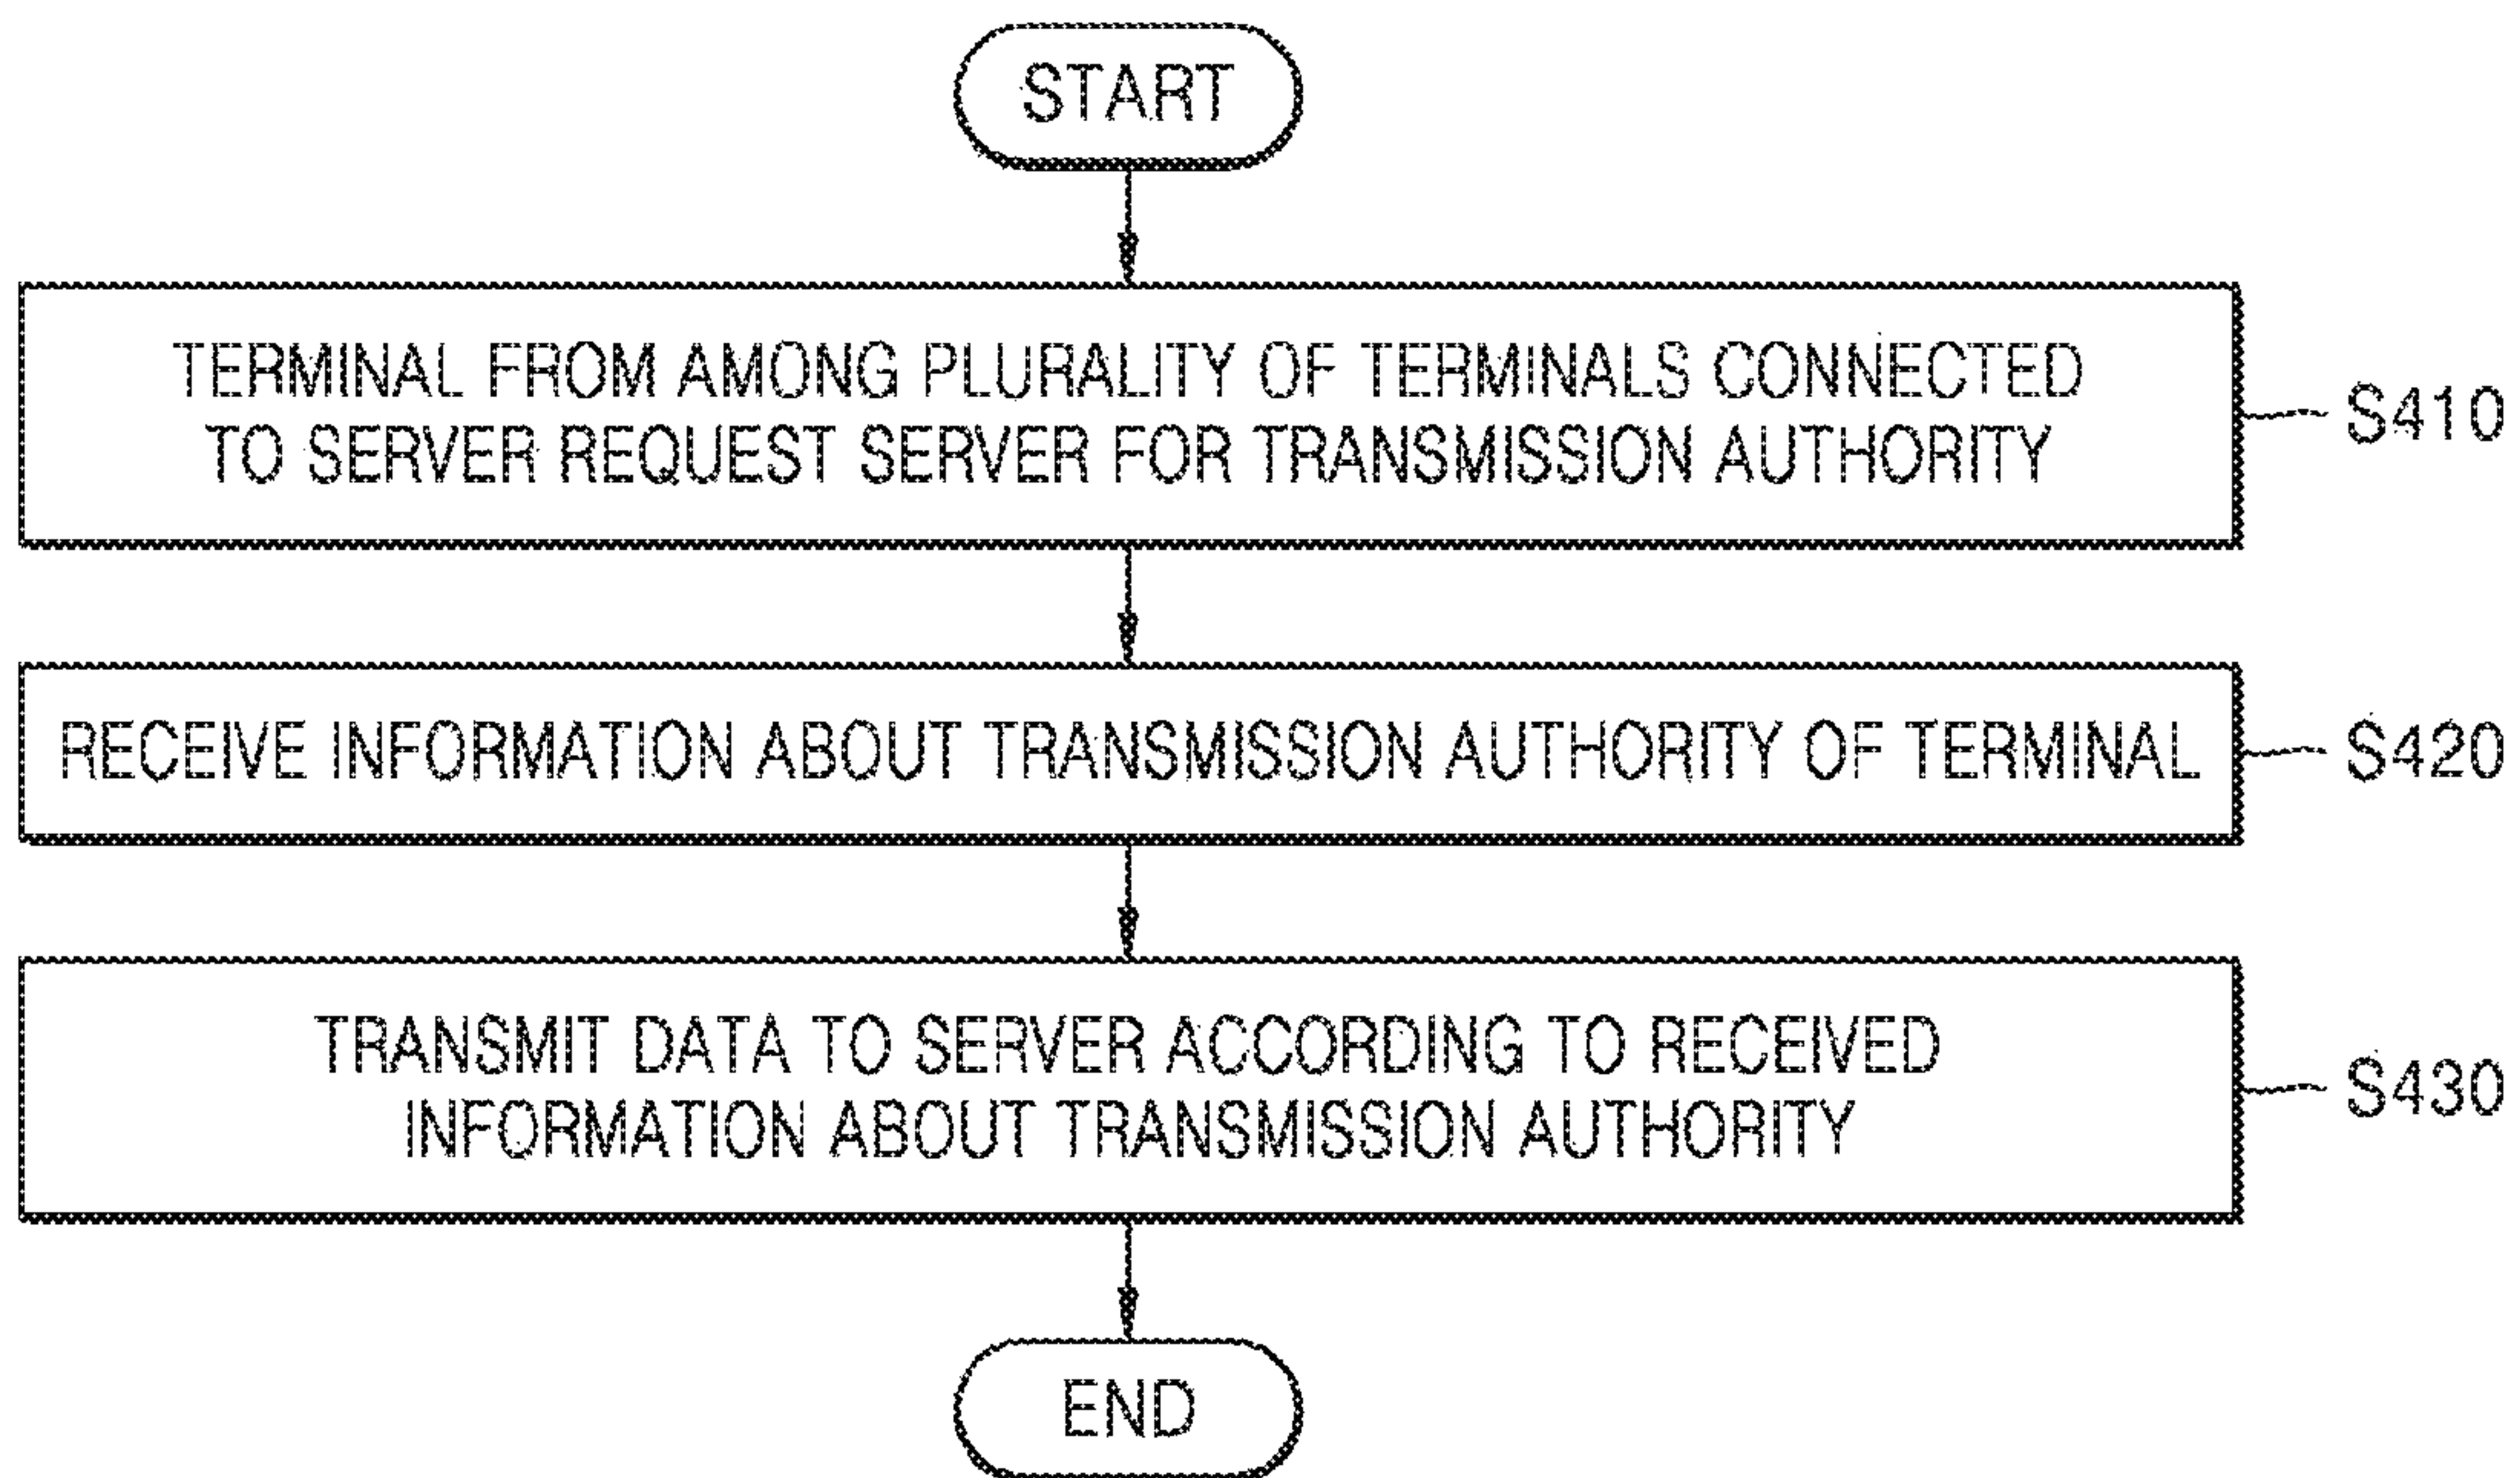 START
TERMINAL FROM AMONG PLURALITY OF TERMINALS CONNECTED
TO SERVER REQUEST SERVER FOR TRANSMISSION AUTHORITY
S410
RECEIVE INFORMATION ABOUT TRANSMISSION AUTHORITY OF TERMINAL
S420
TRANSMIT DATA TO SERVER ACCORDING TO RECEIVED
INFORMATION ABOUT TRANSMISSION AUTHORITY
S430
END